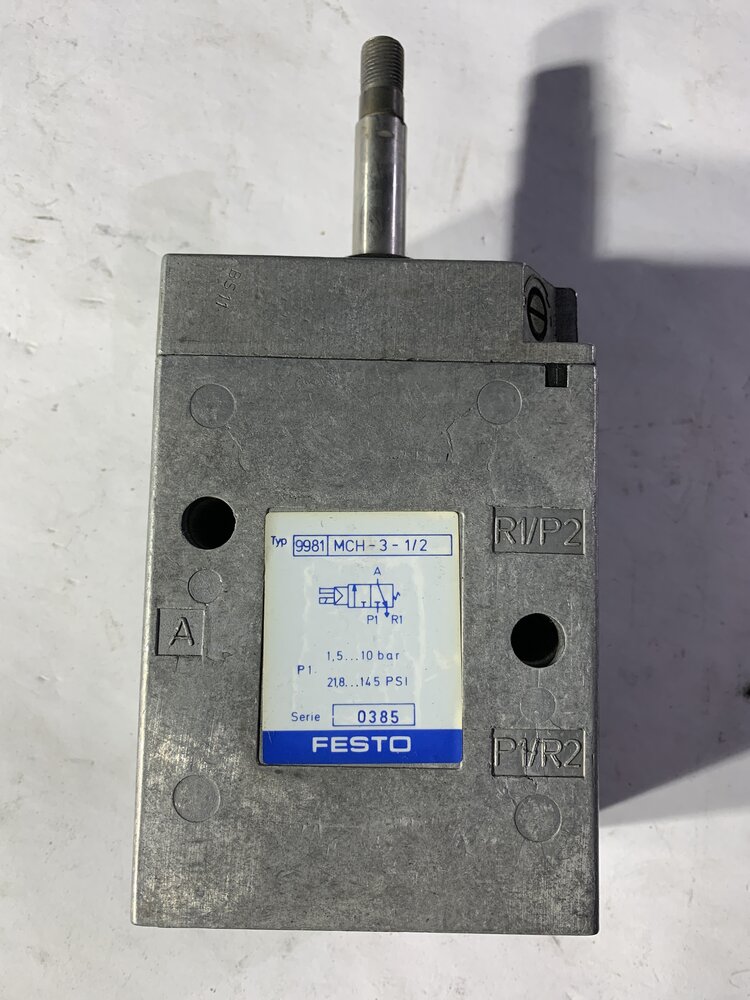 BS11
R1/P2
Typ 9981 MCH-3-1/2
A
P1 R1
A
1,5...10 bar
P1.
21,8...145 PSI
Serie 0385
FESTO
P1/R2